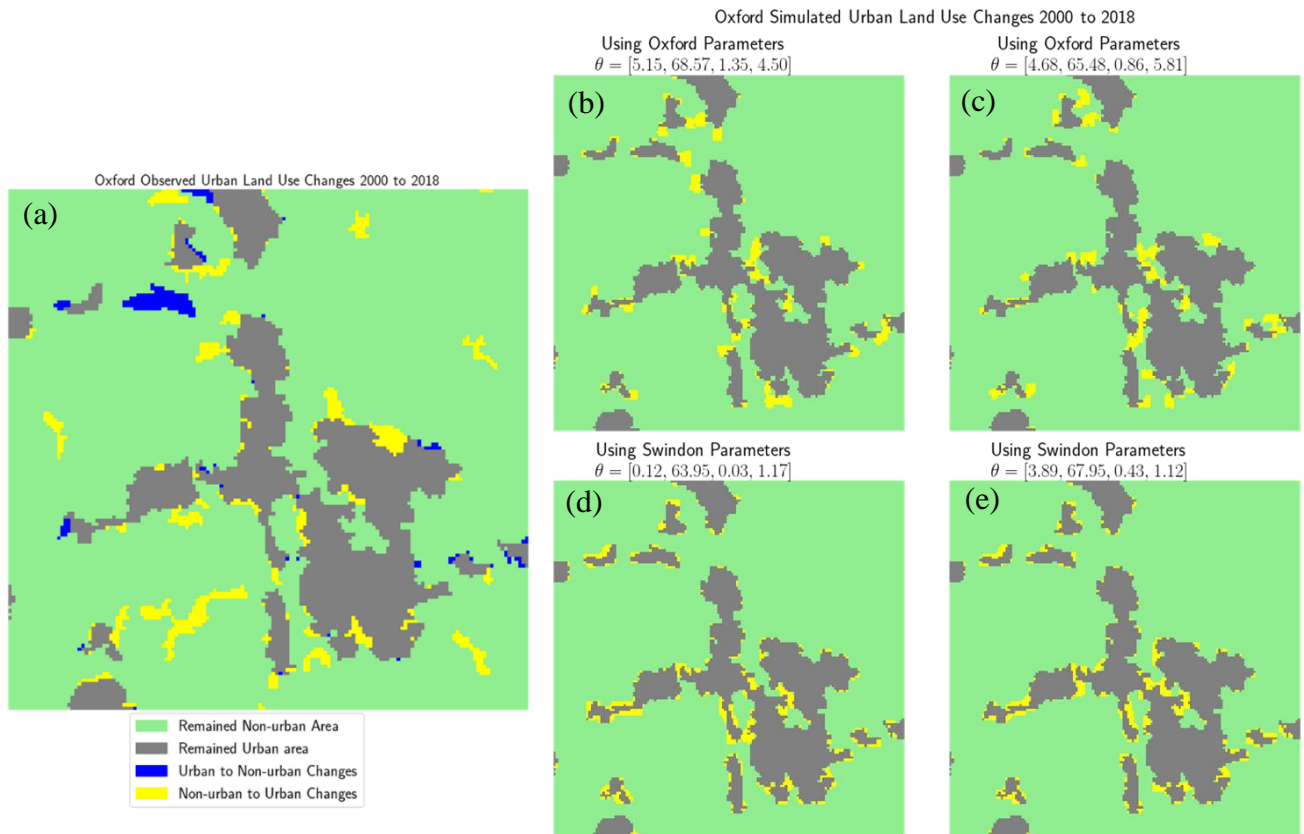 Oxford Simulated Urban Land Use Changes 2000 to 2018
Using Oxford Parameters
θ = [5.15, 68.57, 1.35, 4.50]
Using Oxford Parameters
θ = [4.68, 65.48, 0.86, 5.81]
(b)
(c)
Oxford Observed Urban Land Use Changes 2000 to 2018
(a)
Using Swindon Parameters
θ = [0.12, 63.95, 0.03, 1.17]
Using Swindon Parameters
θ = [3.89, 67.95, 0.43, 1.12]
(d)
(e)
Remained Non-urban Area
Remained Urban area
Urban to Non-urban Changes
Non-urban to Urban Changes